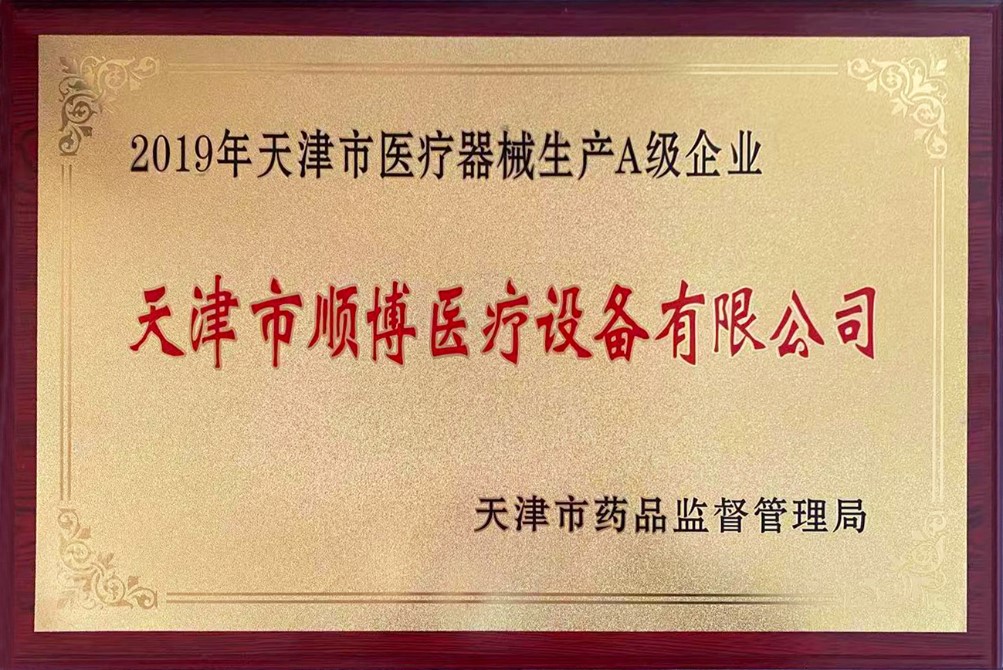 2019年天津市医疗器械生产A级企业
天津市顺博医疗设备有限公司
天津市药品监督管理局